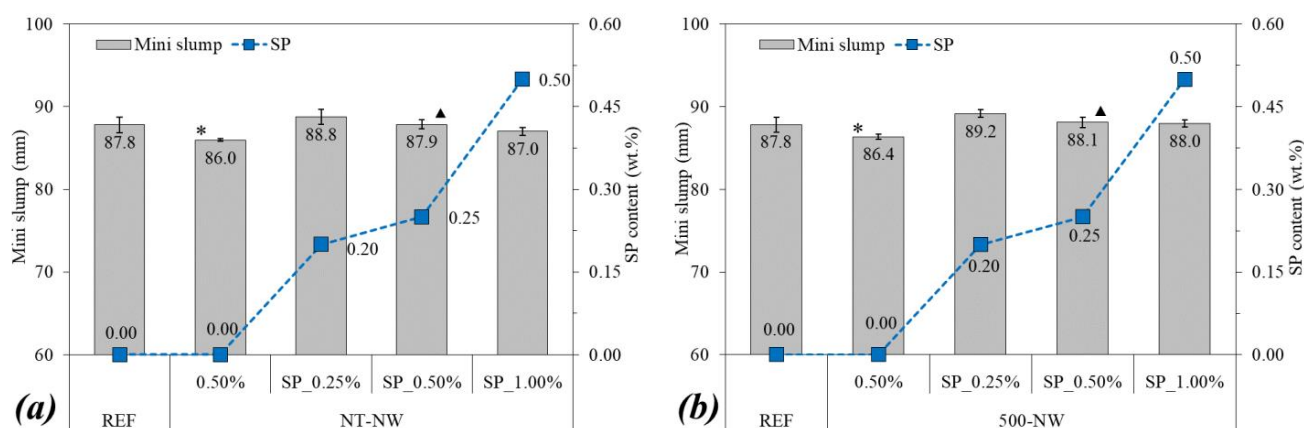 100
0.60
Mini slump
SP
90
0.45
0.50
87.8
*
86.0
88.8
87.9
▲
87.0
80
0.30
0.25
0.20
70
0.15
0.00
0.00
60
0.00
Mini slump (mm)
SP content (wt.%)
0.50%
SP_0.25%
SP_0.50%
SP_1.00%
REF
NT-NW
(a)
100
0.60
Mini slump
SP
0.50
90
0.45
87.8
*
86.4
89.2
88.1
▲
88.0
80
0.30
0.25
0.20
70
0.15
0.00
0.00
60
0.00
Mini slump (mm)
SP content (wt.%)
0.50%
SP_0.25%
SP_0.50%
SP_1.00%
REF
500-NW
(b)